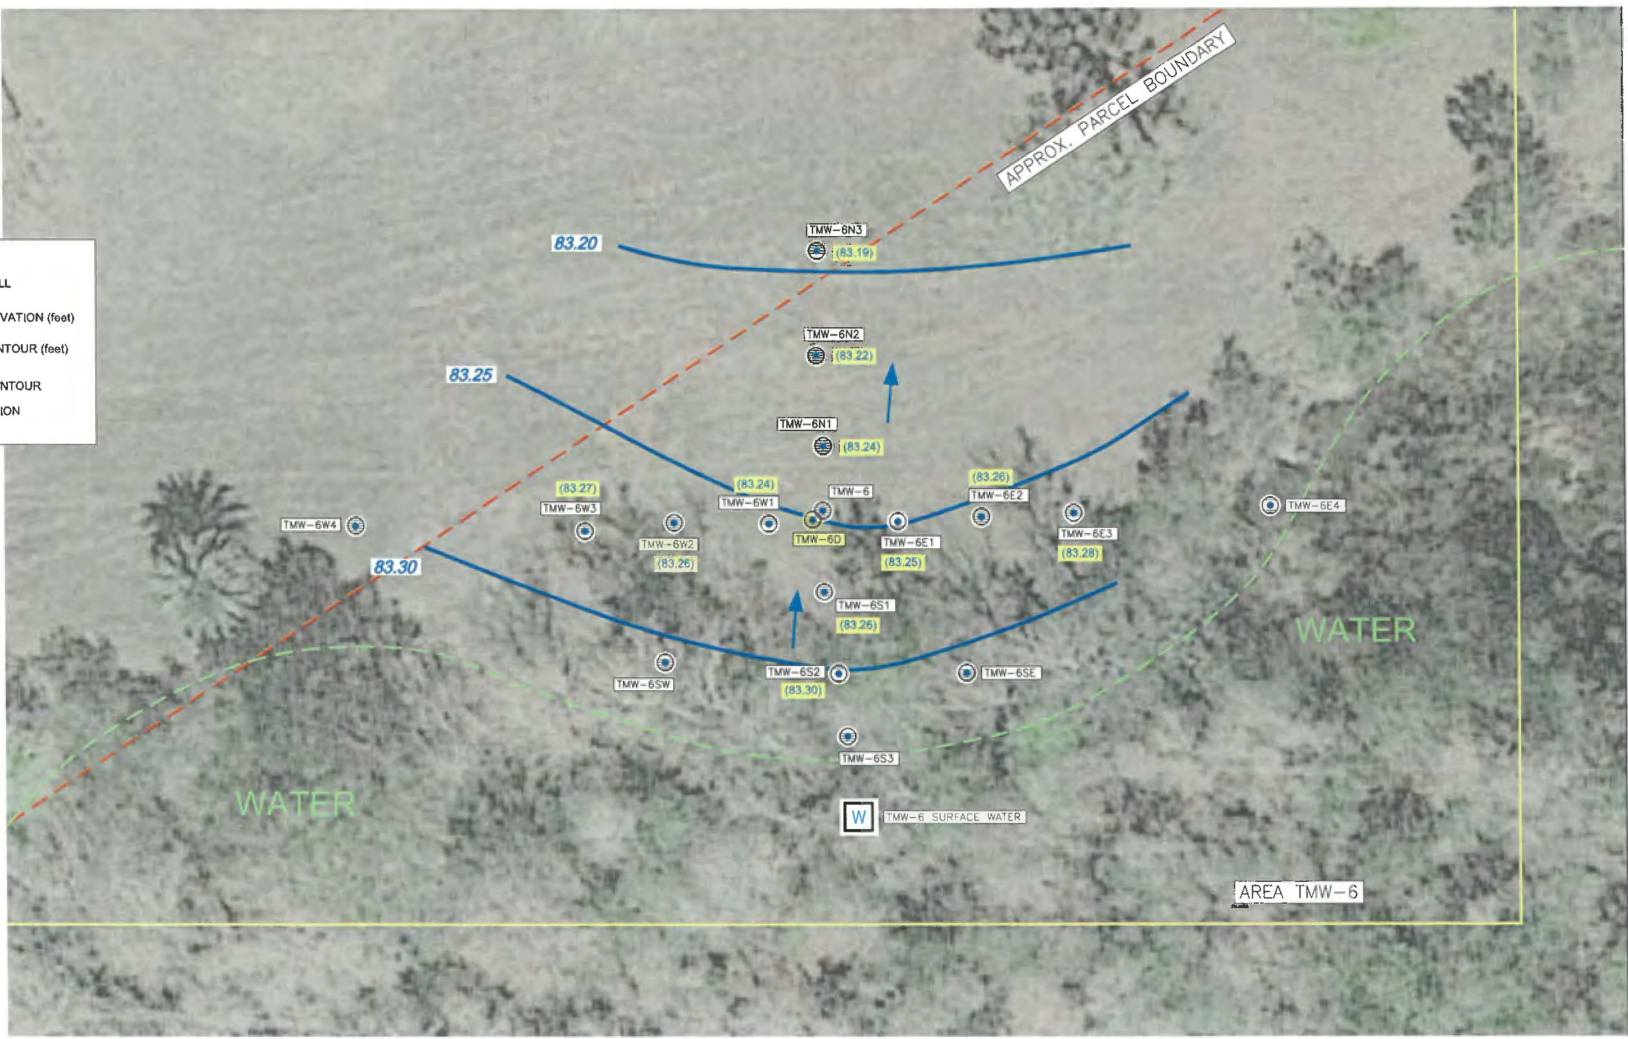 APPROX. PARCEL BOUNDARY
TMW-6N3
83.20
(83.19)
LL
VATION (feet)
NTOUR (feet)
NTOUR
ION
TMW-6N2
(83.22)
83.25
TMW-6N1
(83.24)
(83.27)
(83.24)
(83.26)
TMW-6W3
TMW-6W1
TMW-6
TMW-6E2
TMW-6W4
TMW-6E4
TMW-6W2
TMW-6D
TMW-6E1
TMW-6E3
(83.26)
(83.25)
(83.28)
83.30
TMW-6S1
(83.26)
WATER
TMW-6SW
TMW-6S2
TMW-6SE
(83.30)
TMW-6S3
WATER
W
TMW-6 SURFACE WATER
AREA TMW-6